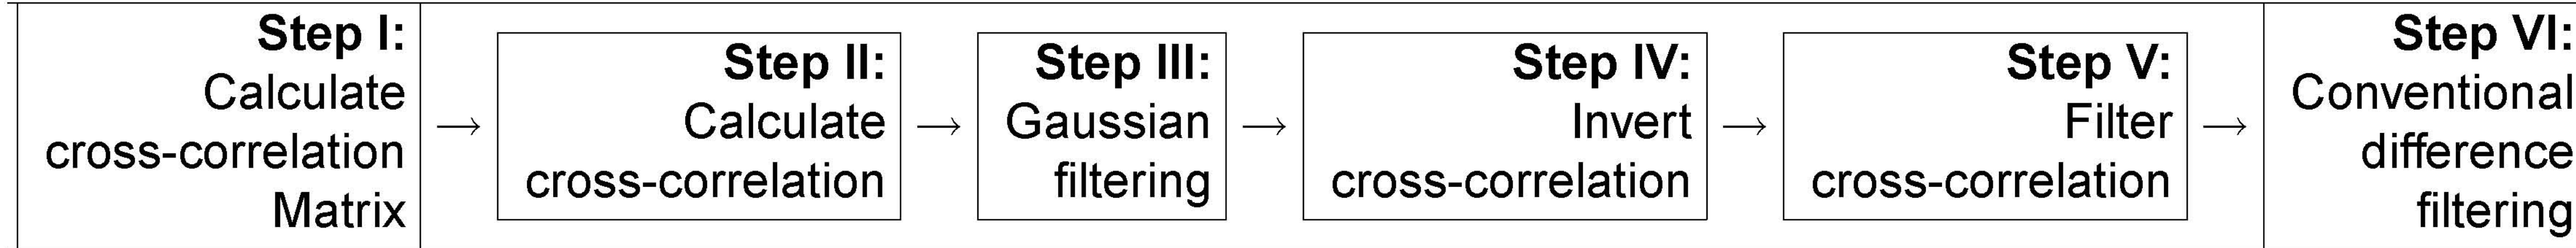 Step I:
Calculate
cross-correlation
Matrix
→
Step II:
Calculate
cross-correlation
→
Step III:
Gaussian
filtering
→
Step IV:
Invert
cross-correlation
→
Step V:
Filter
cross-correlation
→
Step VI:
Conventional
difference
filtering